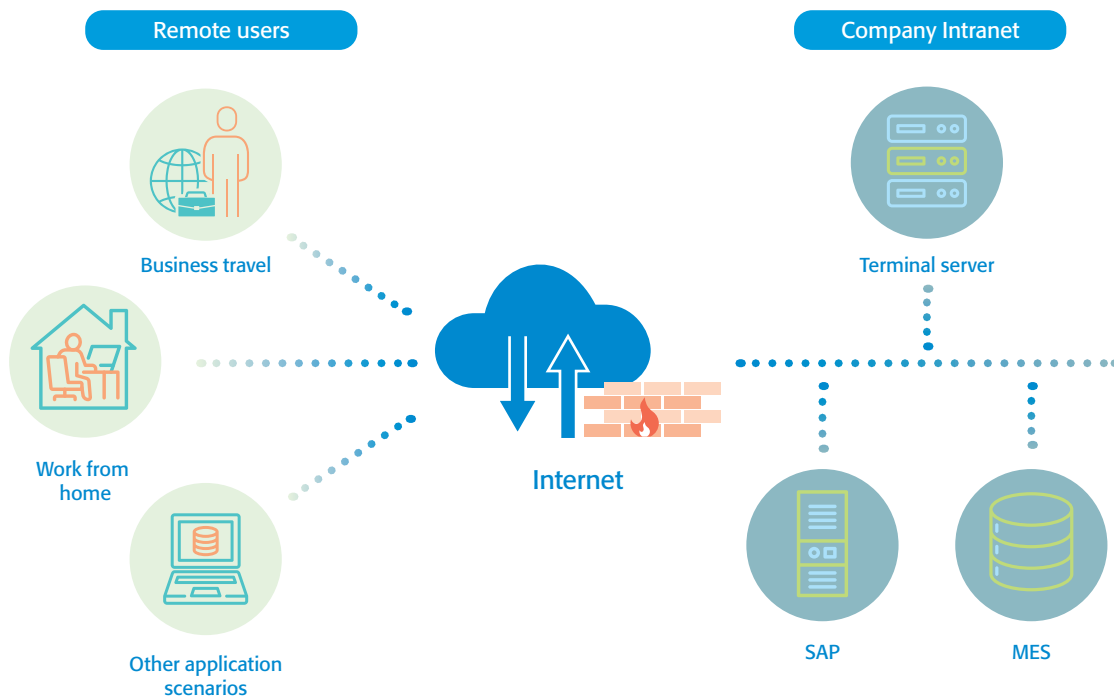 Remote users
Company Intranet
Business travel
Terminal server
Work from
home
Internet
Other application
scenarios
SAP
MES